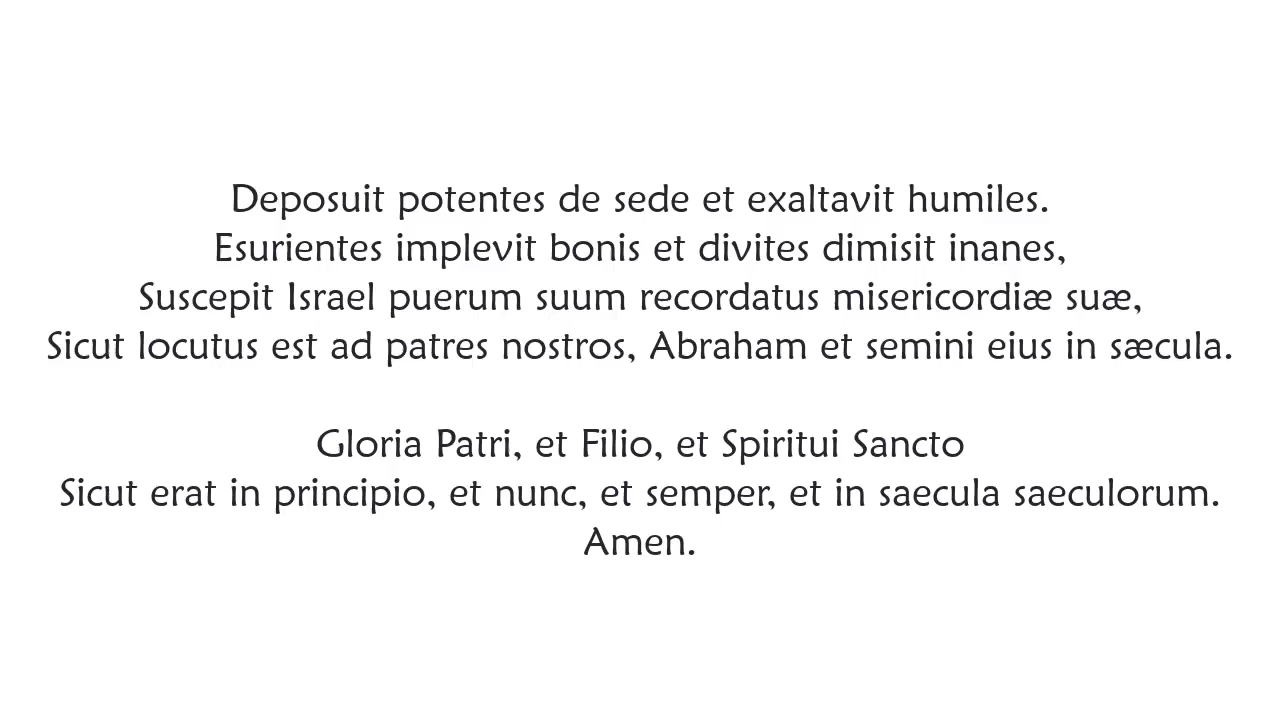 Deposuit potentes de sede et exaltavit humiles.
Esurientes implevit bonis et divites dimisit inanes,
Suscepit Israel puerum suum recordatus misericordiæ suæ,
Sicut locutus est ad patres nostros, Abraham et semini eius in sæcula.
Gloria Patri, et Filio, et Spiritui Sancto
Sicut erat in principio, et nunc, et semper, et in saecula saeculorum.
Amen.